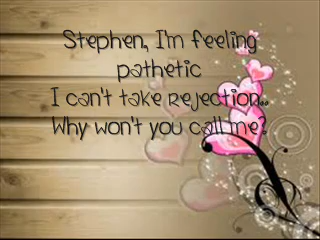 Stephen, I'm feeling
pathetic
I can't take rejection..
Why won't you call me?